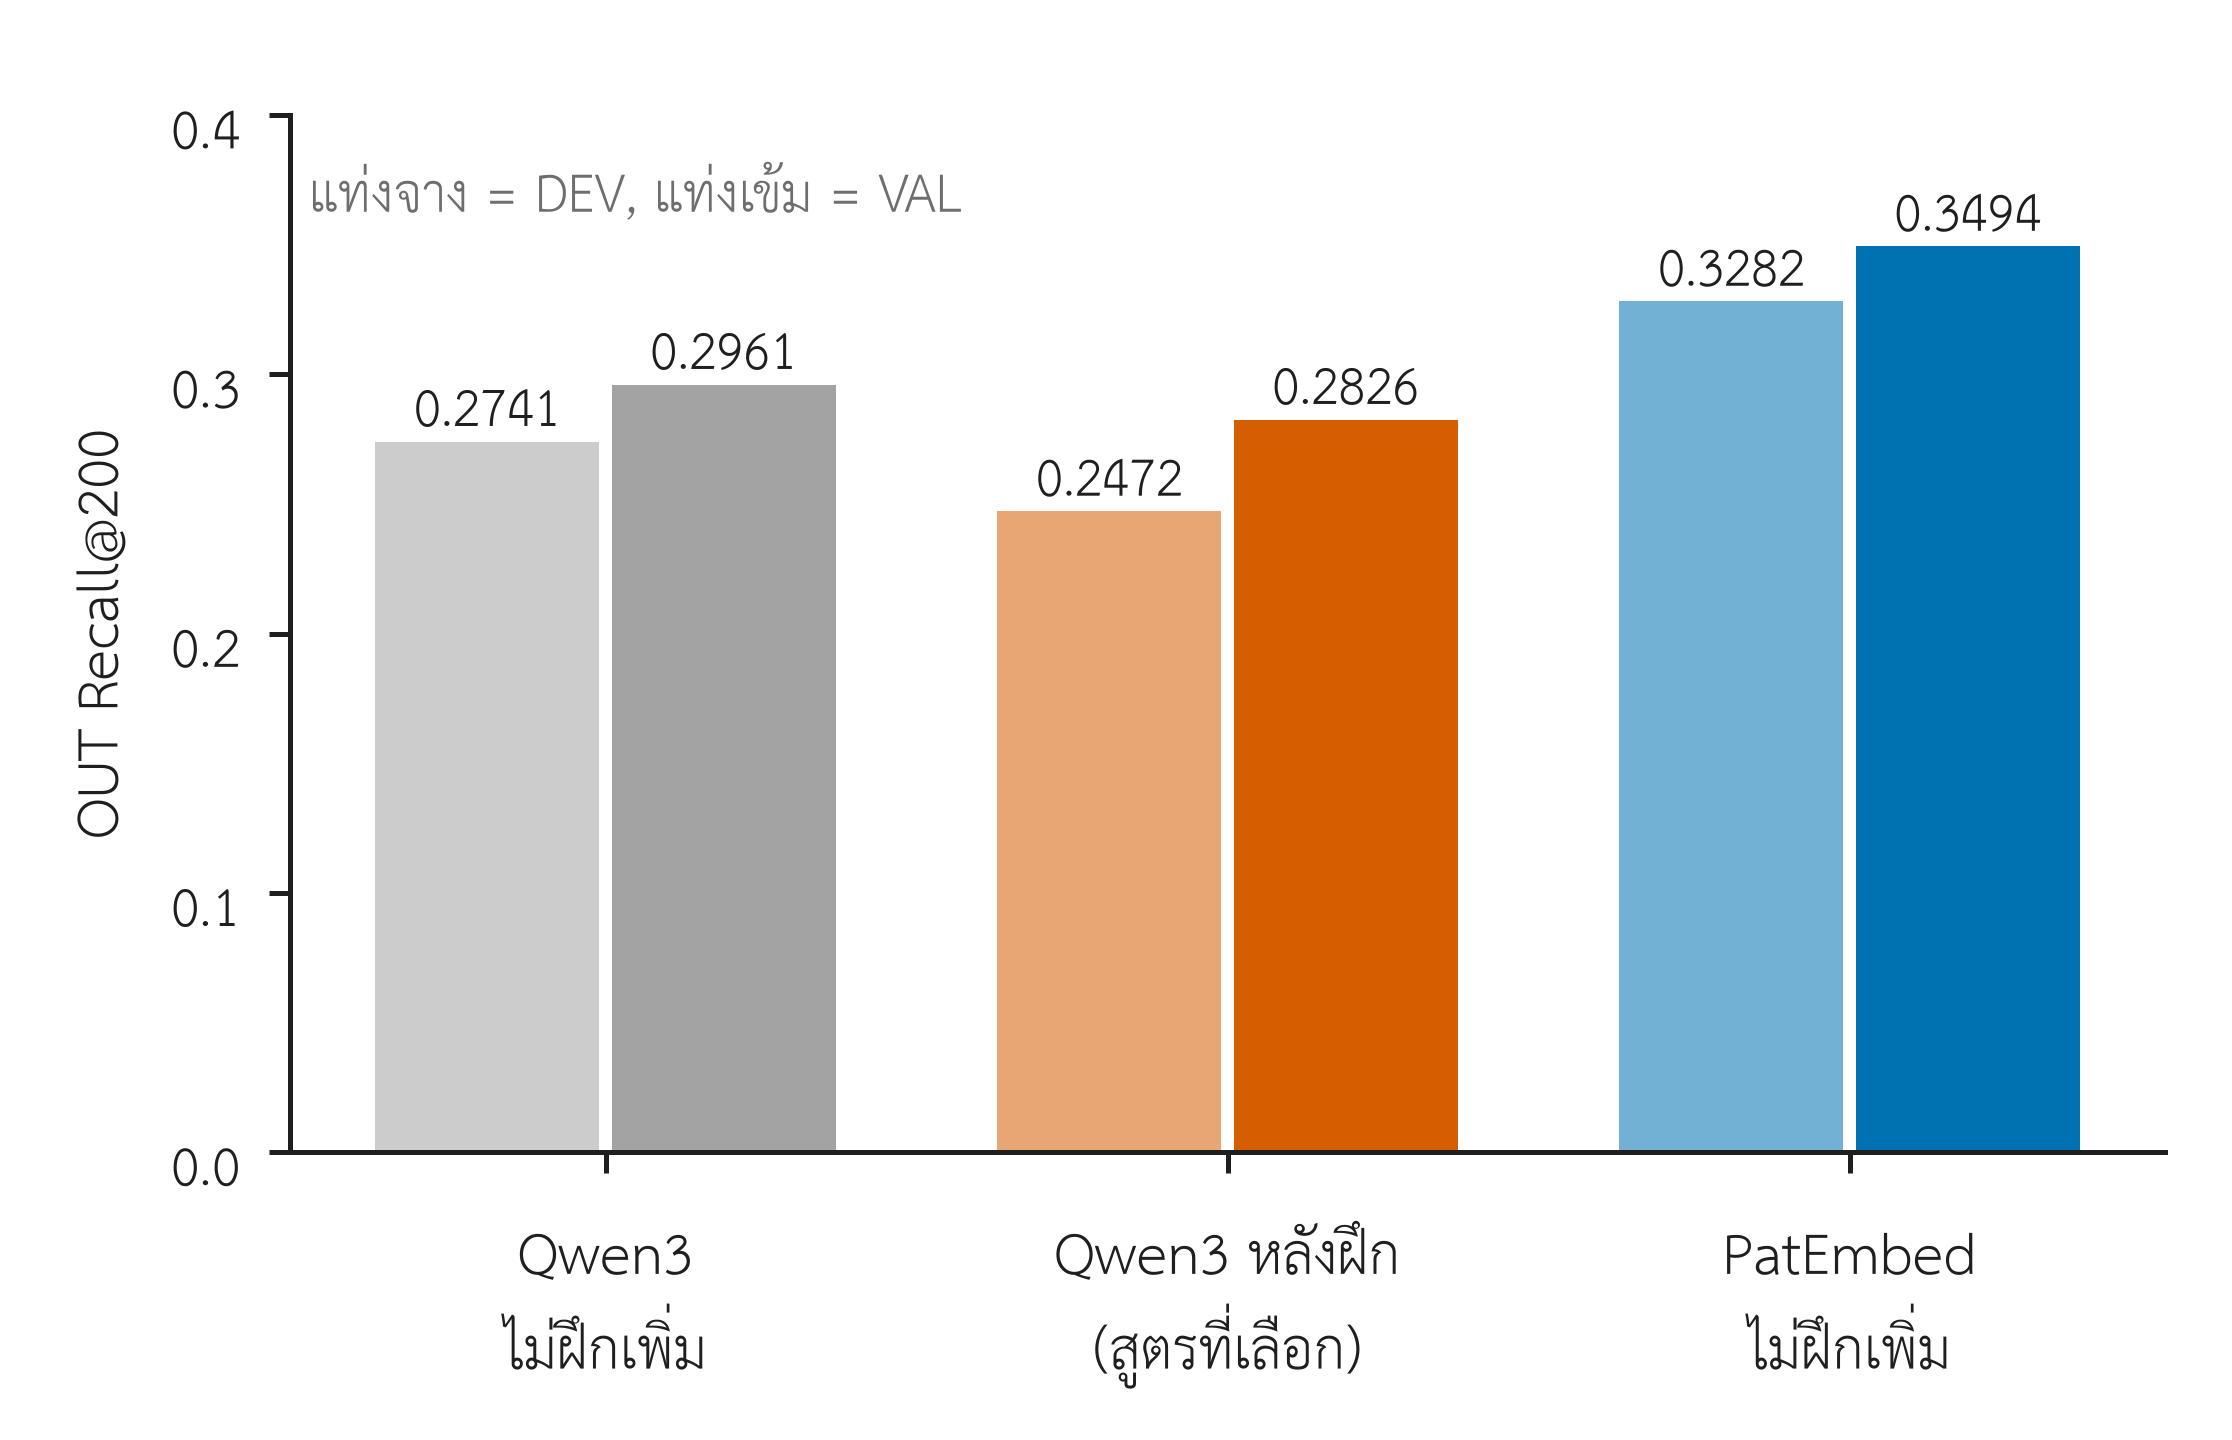 0.4
แท่งจาง = DEV, แท่งเข้ม = VAL
0.3494
0.3282
0.2961
0.3
0.2826
0.2741
0.2472
OUT Recall@200
0.2
0.1
0.0
Qwen3
ไม่ฝึกเพิ่ม
Qwen3 หลังฝึก
(สูตรที่เลือก)
PatEmbed
ไม่ฝึกเพิ่ม